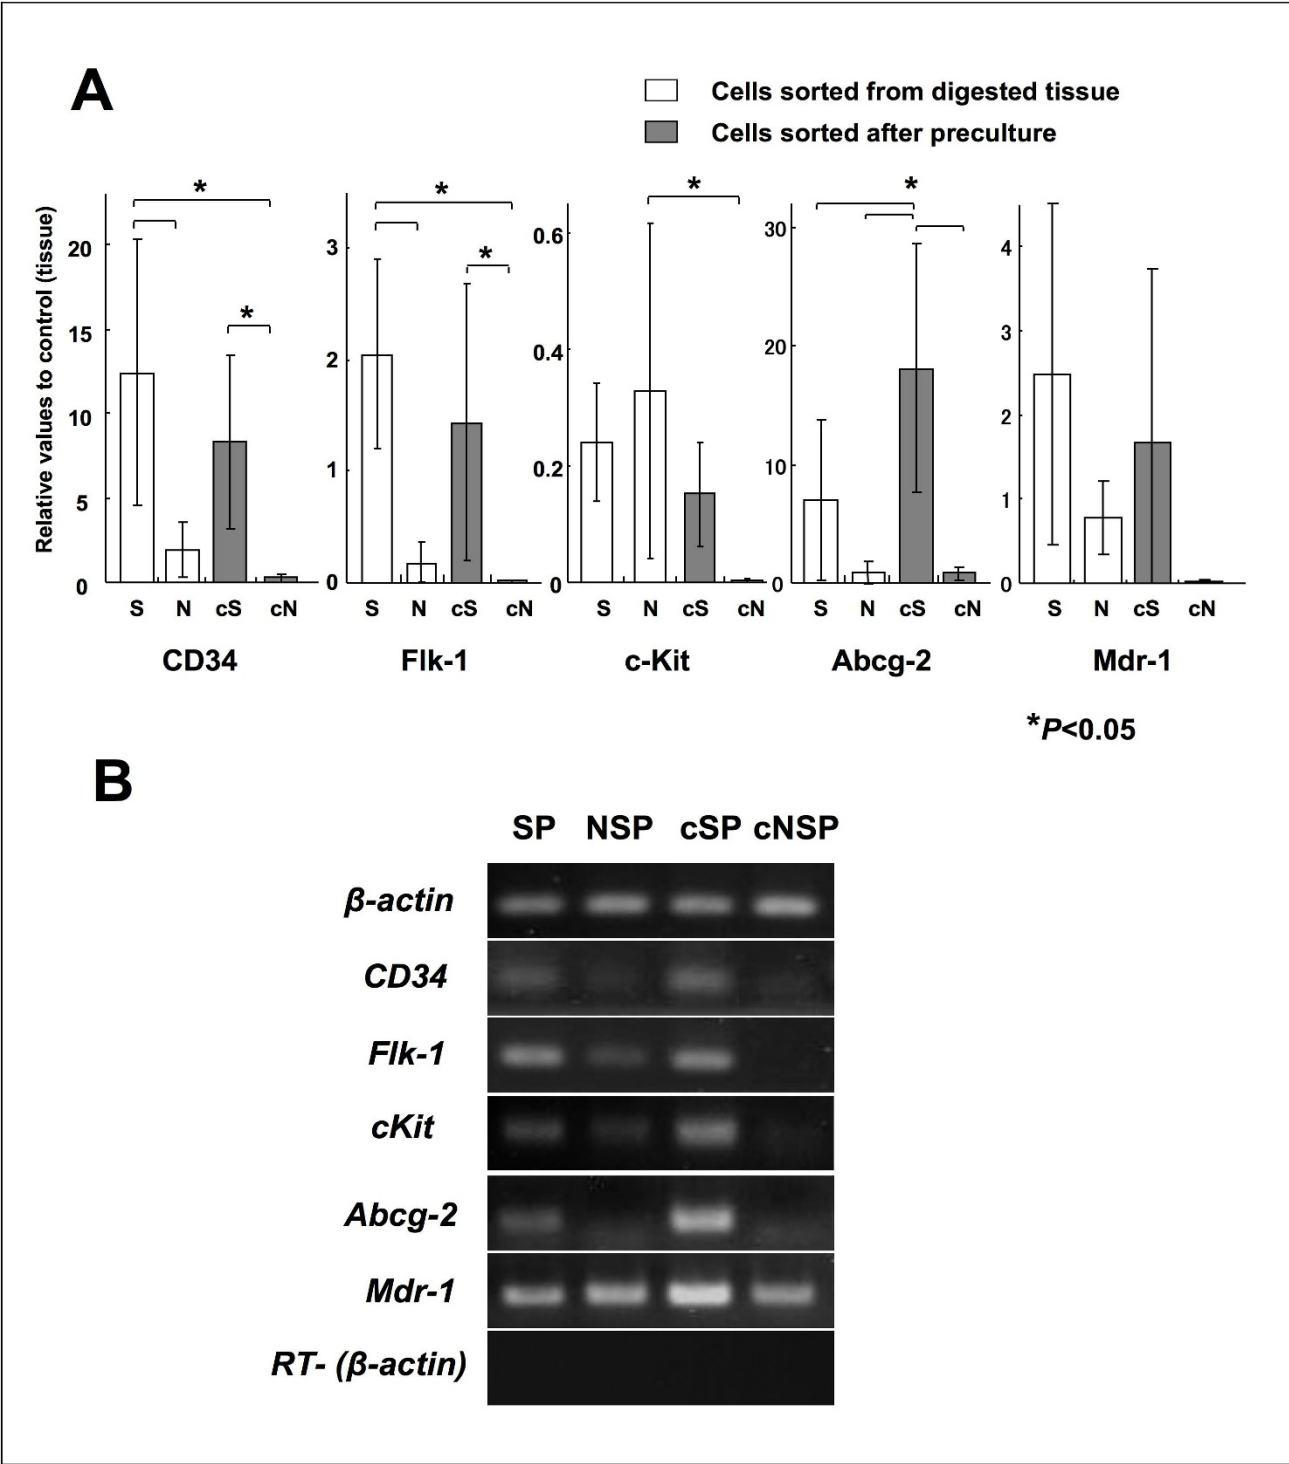 A
Cells sorted from digested tissue
Cells sorted after preculture
Relative values to control (tissue)
* * * * * *
20
15
10
5
0
S N cS cN
CD34
3
2
1
0
S N cS cN
Flk-1
0.6
0.4
0.2
0
S N cS cN
c-Kit
30
20
10
0
S N cS cN
Abcg-2
4
3
2
1
0
S N cS cN
Mdr-1
*P<0.05
B
SP NSP cSP cNSP
β-actin
CD34
Flk-1
cKit
Abcg-2
Mdr-1
RT- (β-actin)